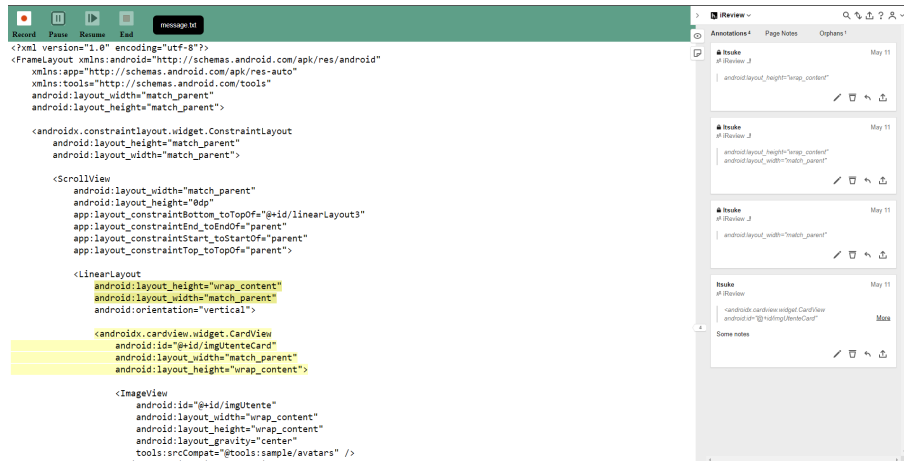 Record Pause Resume End
message.txt
<?xml version="1.0" encoding="utf-8"?>
<FrameLayout xmlns:android="http://schemas.android.com/apk/res/android"
xmlns:app="http://schemas.android.com/apk/res-auto"
xmlns:tools="http://schemas.android.com/tools"
android:layout_width="match_parent"
android:layout_height="match_parent">
<androidx.constraintlayout.widget.ConstraintLayout
android:layout_height="match_parent"
android:layout_width="match_parent">
<ScrollView
android:layout_width="match_parent"
android:layout_height="0dp"
app:layout_constraintBottom_toTopOf="@+id/linearLayout3"
app:layout_constraintEnd_toEndOf="parent"
app:layout_constraintStart_toStartOf="parent"
app:layout_constraintTop_toTopOf="parent">
<LinearLayout
android:layout_height="wrap_content"
android:layout_width="match_parent"
android:orientation="vertical">
<androidx.cardview.widget.CardView
android:id="@+id/imgUtenteCard"
android:layout_width="match_parent"
android:layout_height="wrap_content">
<ImageView
android:id="@+id/imgUtente"
android:layout_width="wrap_content"
android:layout_height="wrap_content"
android:layout_gravity="center"
tools:srcCompat="@tools:sample/avatars" />
iReview
Annotations 4 Page Notes Orphans 1
Itsuke May 11
iReview
android:layout_height="wrap_content"
Itsuke May 11
iReview
android:layout_height="wrap_content"
android:layout_width="match_parent"
Itsuke May 11
iReview
android:layout_width="match_parent"
Itsuke May 11
iReview
<androidx.cardview.widget.CardView
android:id="@+id/imgUtenteCard" More
Some notes
4